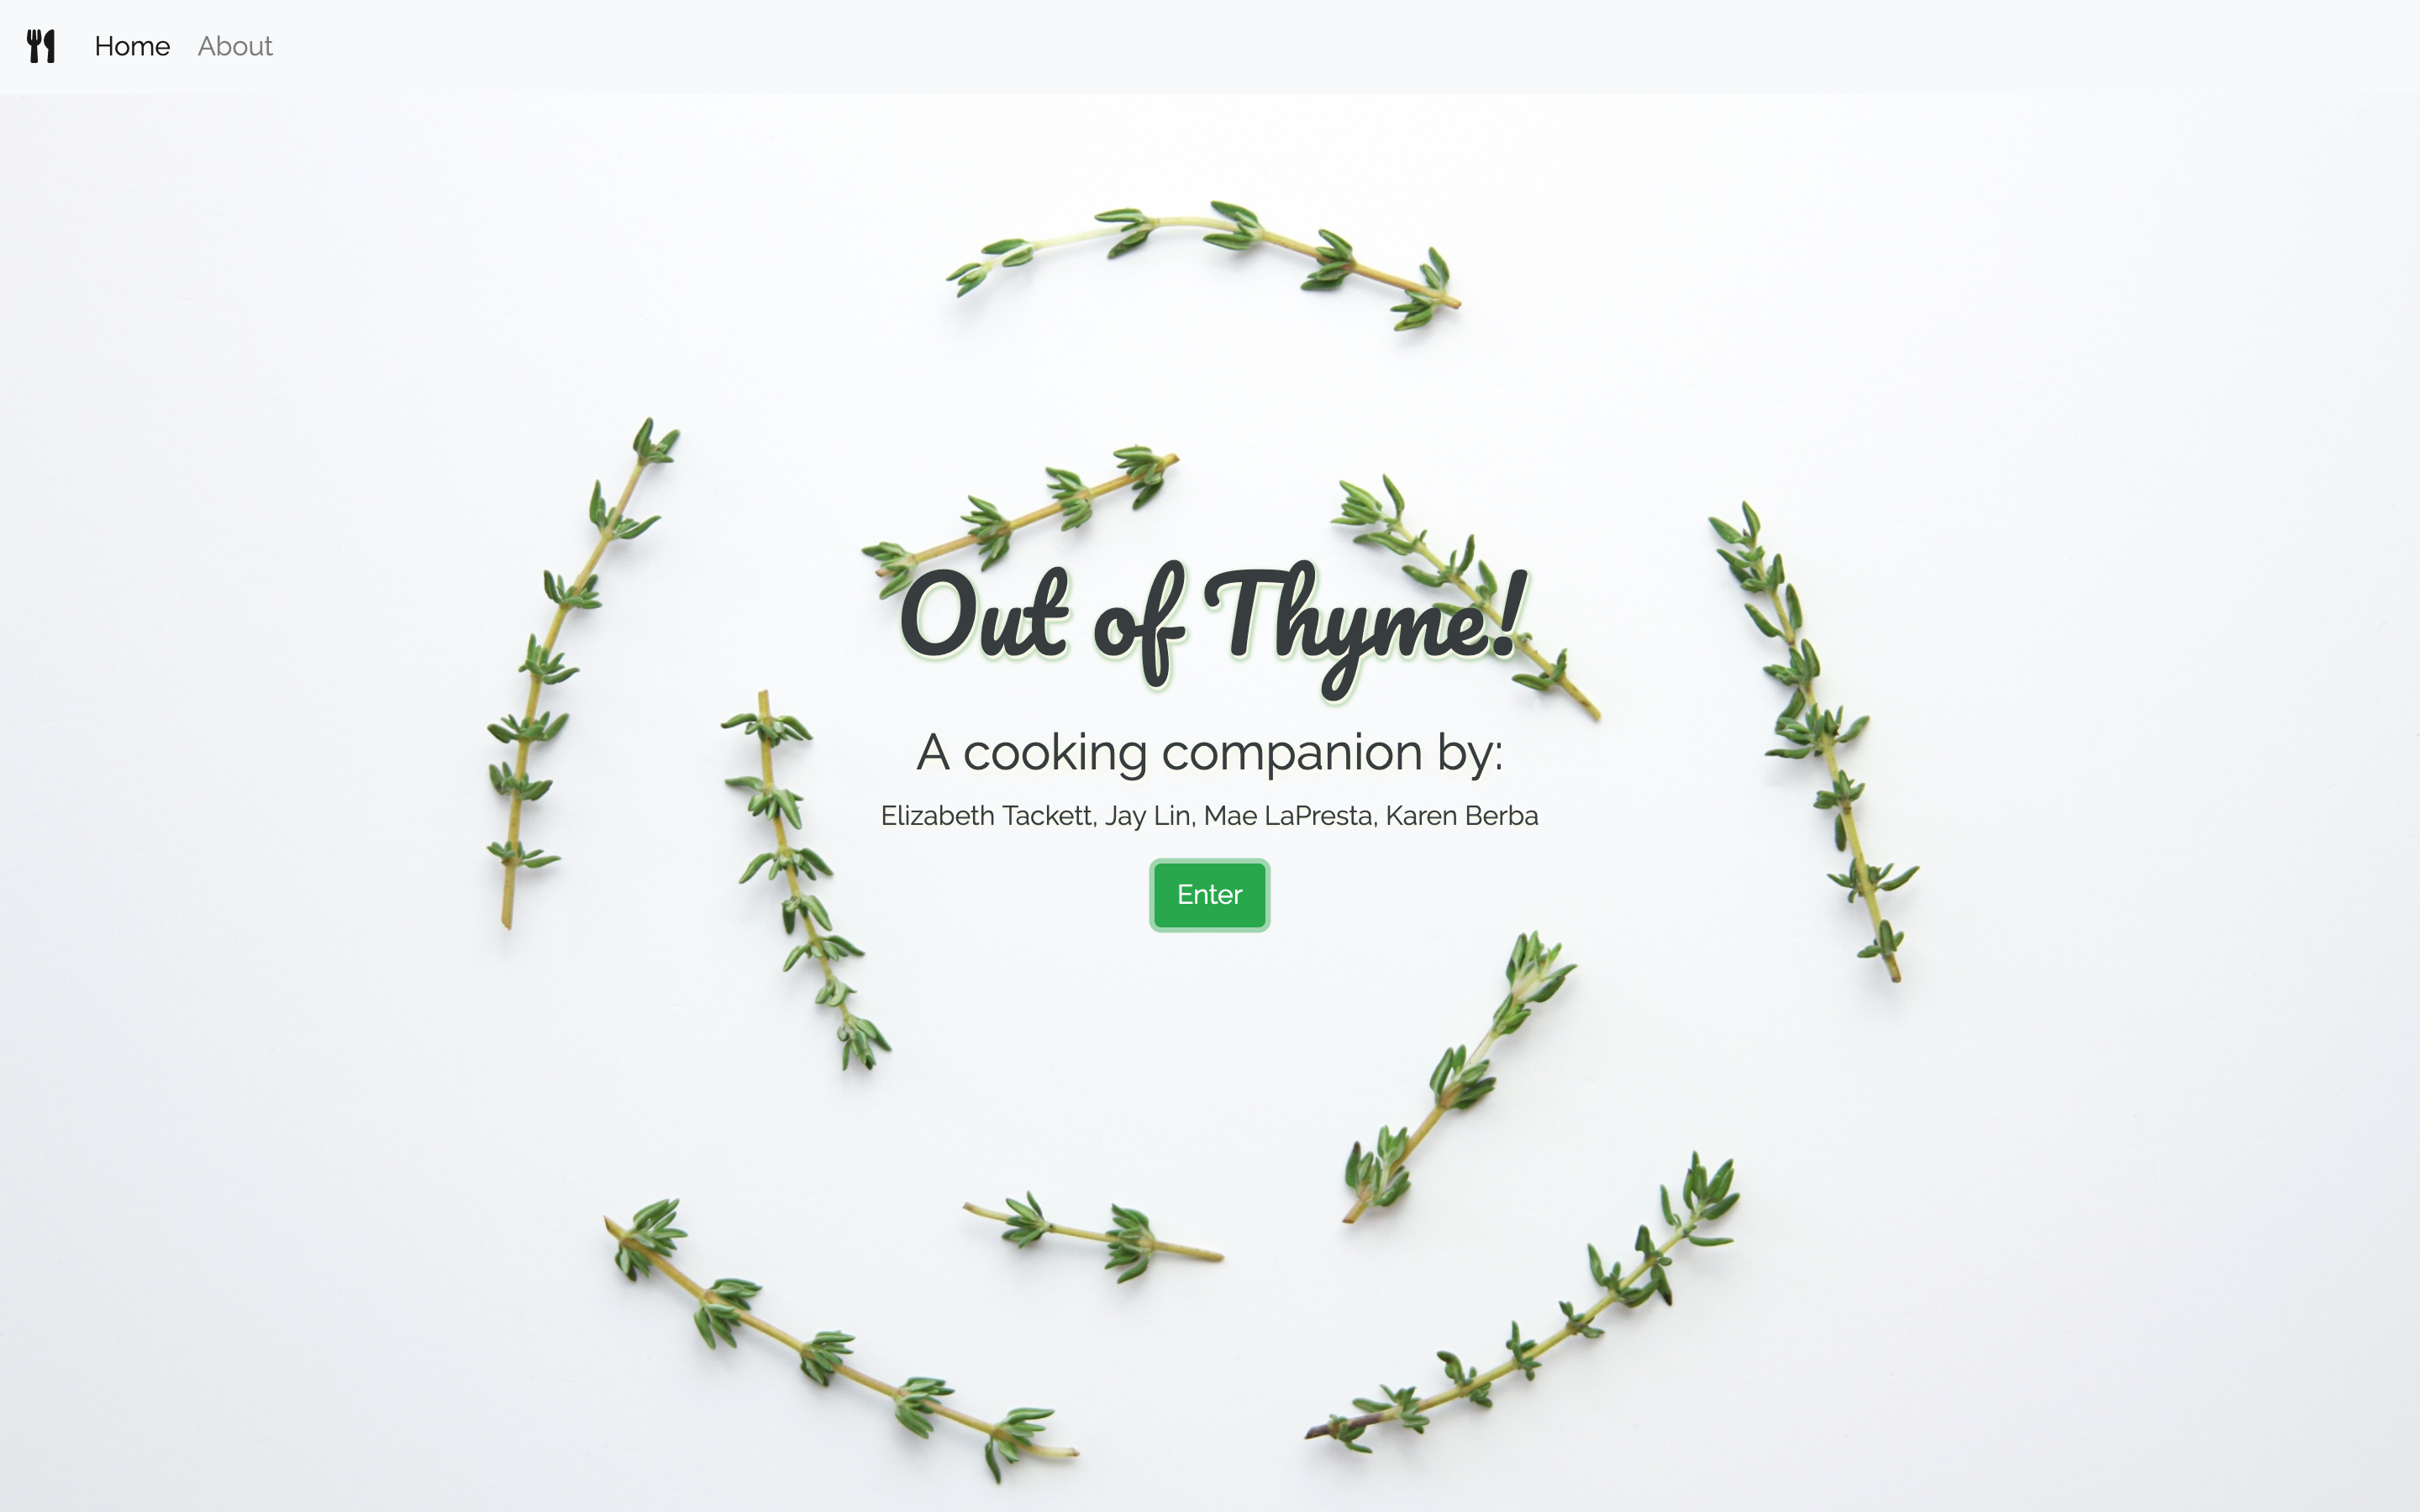 Home About
Out of Thyme!
A cooking companion by:
Elizabeth Tackett, Jay Lin, Mae LaPresta, Karen Berba
Enter